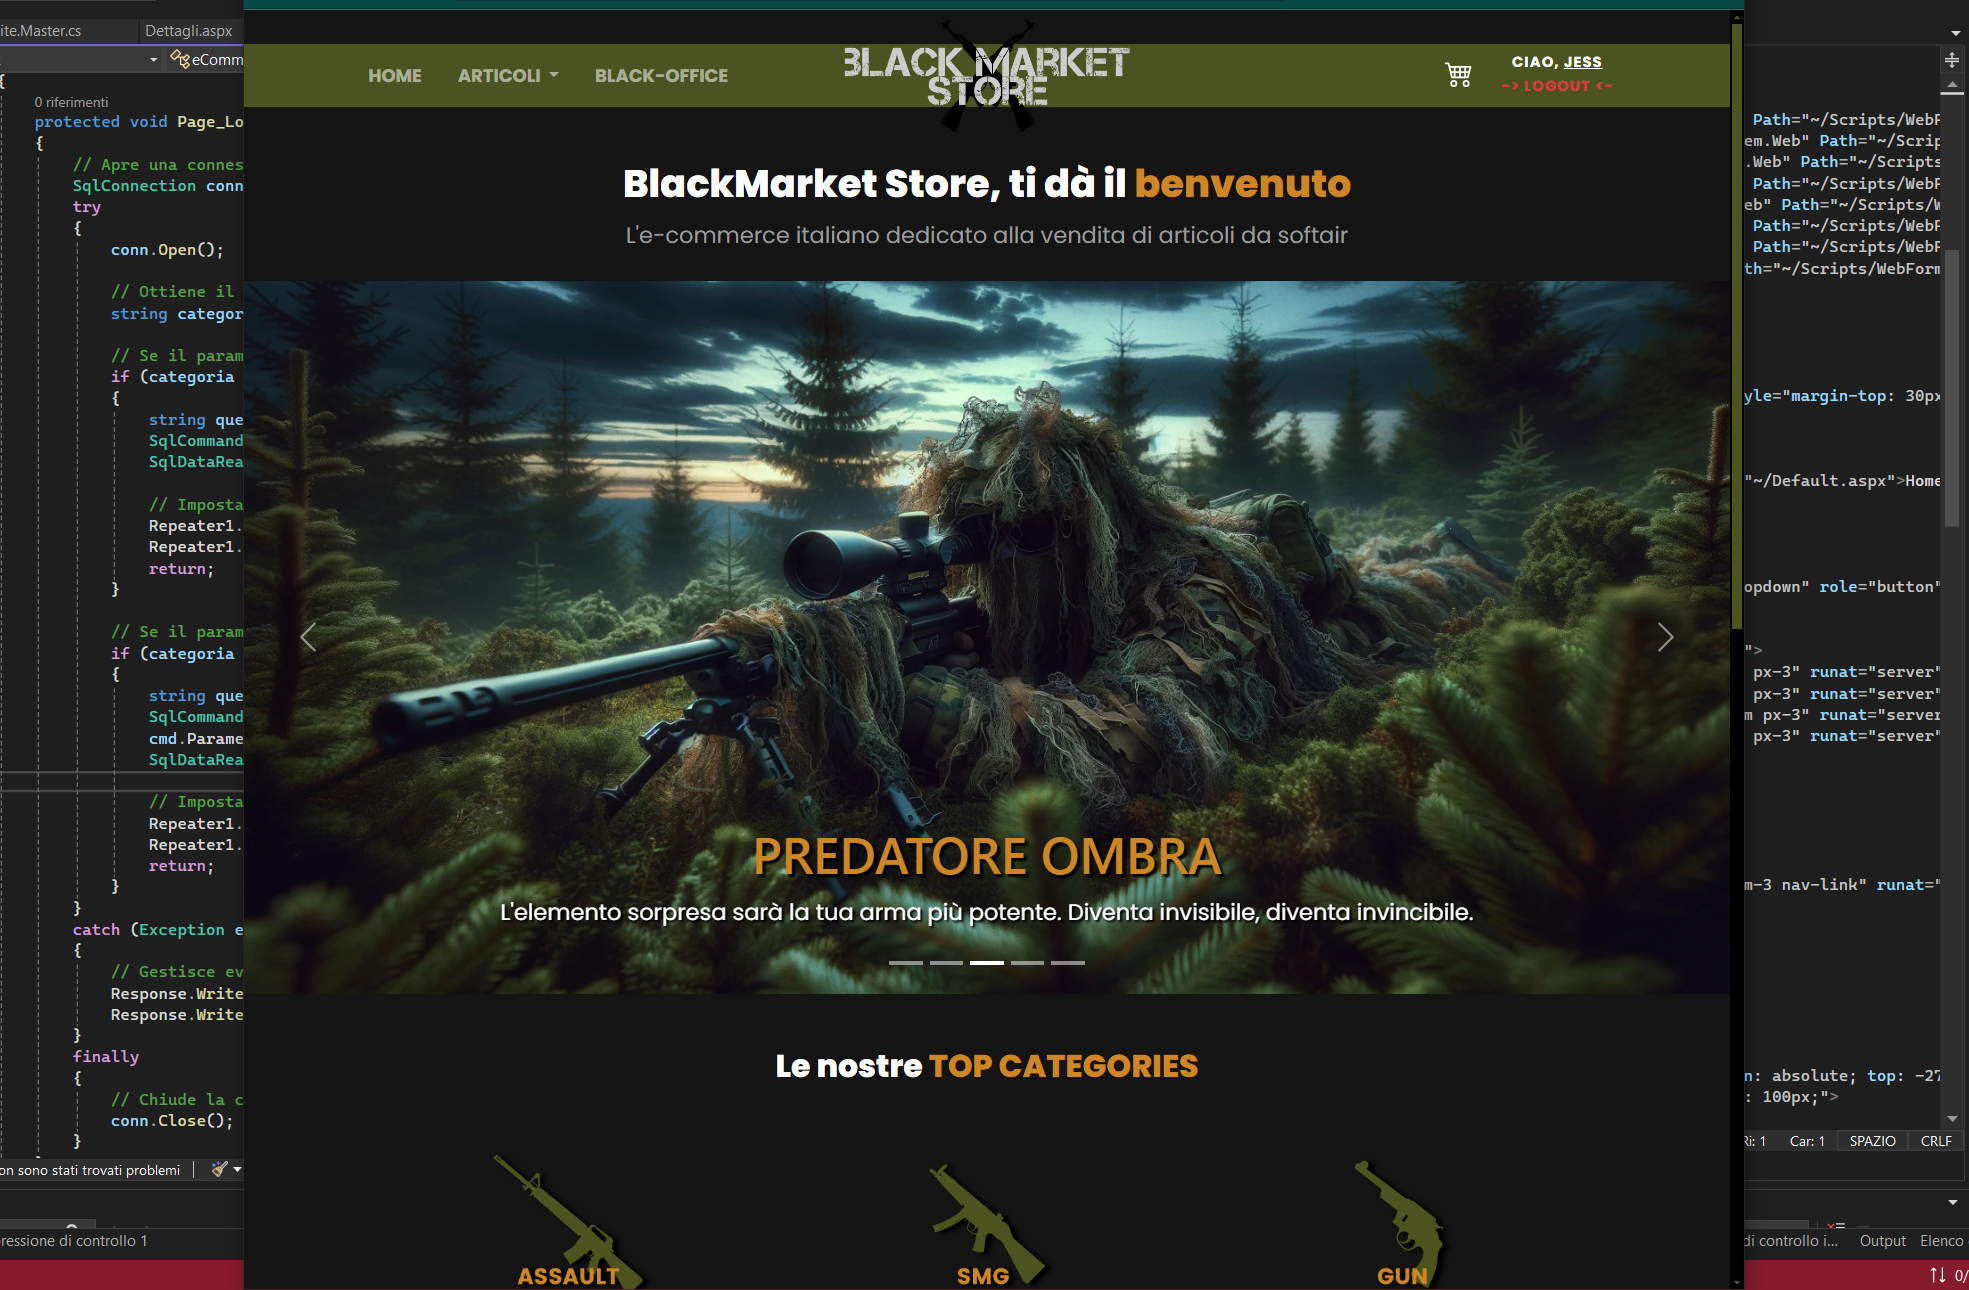 ite.Master.cs
Dettagli.aspx
eComm
{
0 riferimenti
protected void Page_Lo
{
// Apre una connes
SqlConnection conn
try
{
conn.Open();
// Ottiene il
string categor
// Se il param
if (categoria
{
string que
SqlCommand
SqlDataRea
// Imposta
Repeater1.
Repeater1.
return;
}
// Se il param
if (categoria
{
string que
SqlCommand
cmd.Parame
SqlDataRea
// Imposta
Repeater1.
Repeater1.
return;
}
}
catch (Exception e
{
// Gestisce ev
Response.Write
Response.Write
}
finally
{
// Chiude la c
conn.Close();
}
on sono stati trovati problemi
ressione di controllo 1
HOME
ARTICOLI
BLACK-OFFICE
BLACK MARKET
STORE
CIAO, JESS
-> LOGOUT <-
BlackMarket Store, ti dà il benvenuto
L'e-commerce italiano dedicato alla vendita di articoli da softair
PREDATORE OMBRA
L'elemento sorpresa sarà la tua arma più potente. Diventa invisibile, diventa invincibile.
Le nostre TOP CATEGORIES
ASSAULT
SMG
GUN
Path="~/Scripts/WebF
em.Web" Path="~/Scrip
.Web" Path="~/Scripts
Path="~/Scripts/WebF
eb" Path="~/Scripts/W
Path="~/Scripts/WebF
Path="~/Scripts/WebF
th="~/Scripts/WebForm
yle="margin-top: 30px
"~/Default.aspx">Home
opdown" role="button"
">
px-3" runat="server"
px-3" runat="server"
m px-3" runat="server
px-3" runat="server"
m-3 nav-link" runat="
n: absolute; top: -27
: 100px;">
Ri: 1
Car: 1
SPAZIO
CRLF
di controllo i...
Output
Elenco
0/